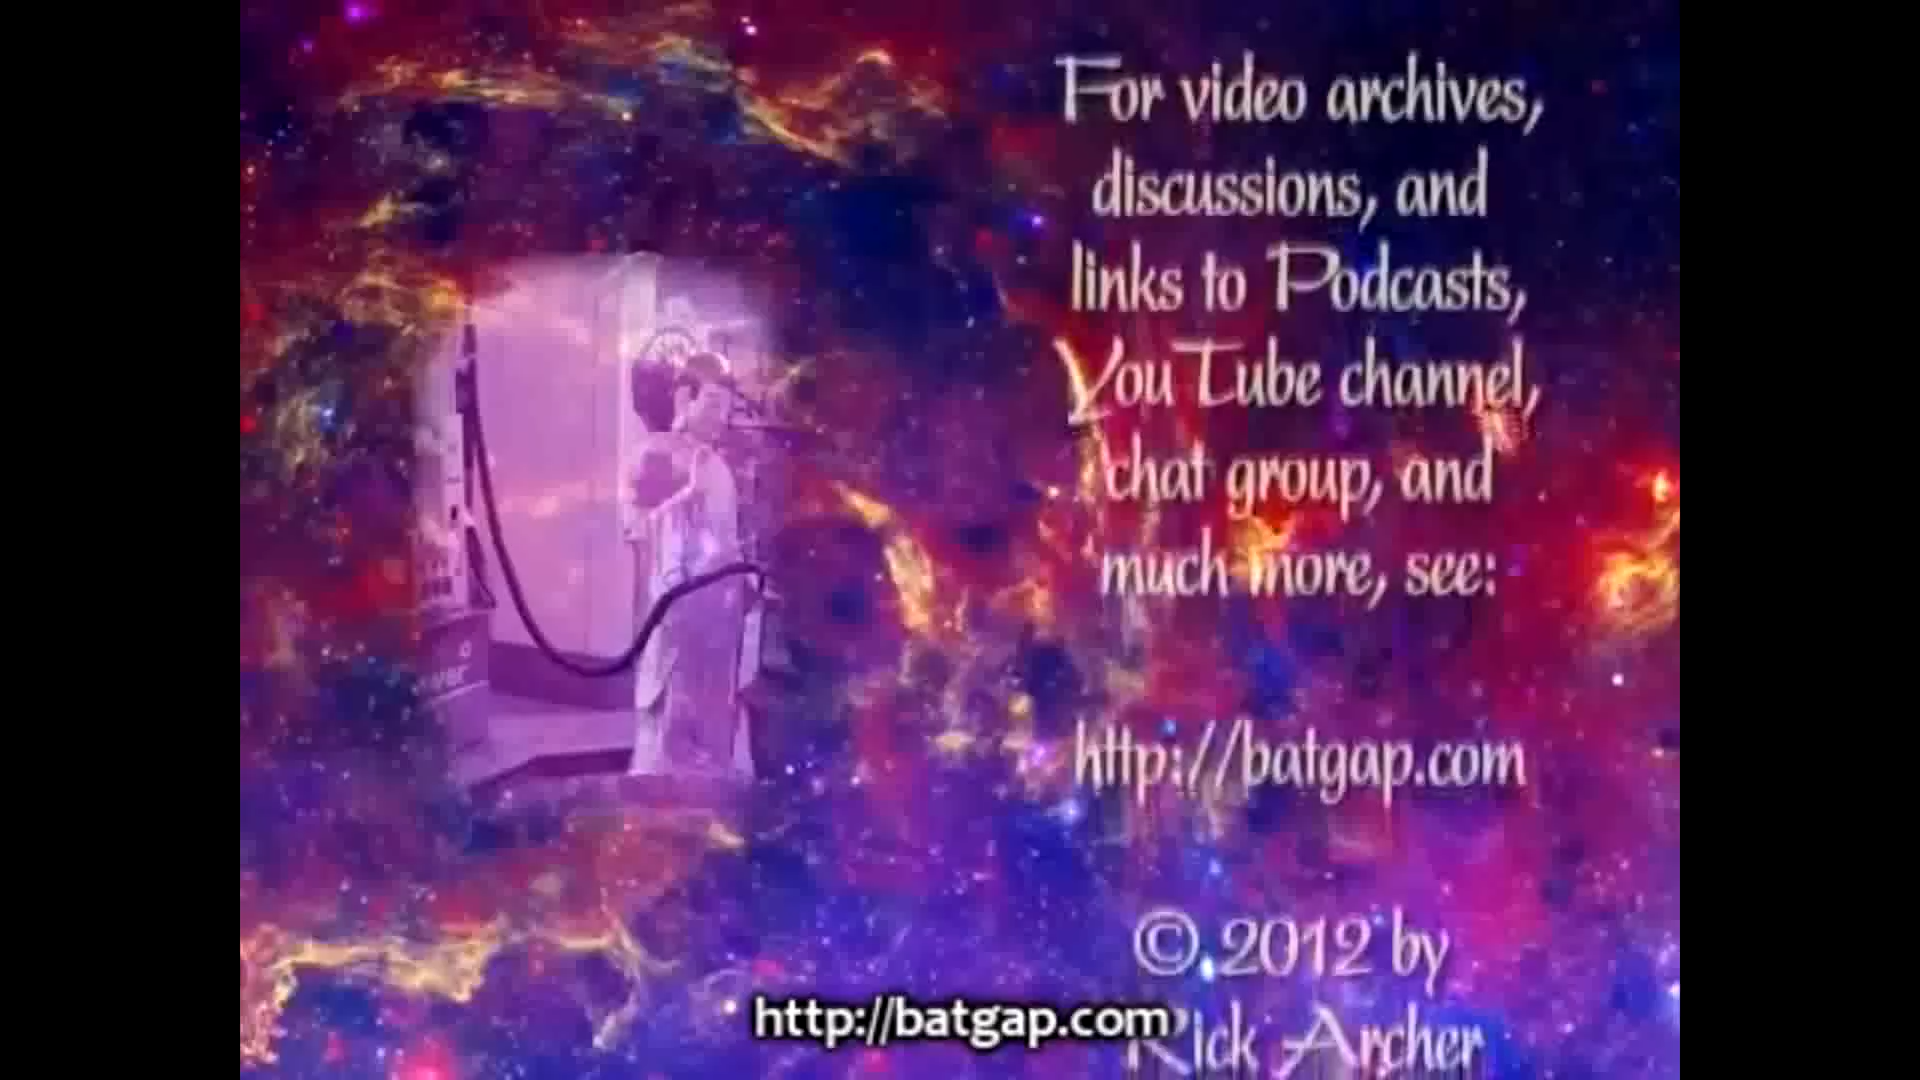 For video archives,
discussions, and
links to Podcasts,
YouTube channel,
chat group, and
much more, see:
http://batgap.com
© 2012 by
Rick Archer
http://batgap.com